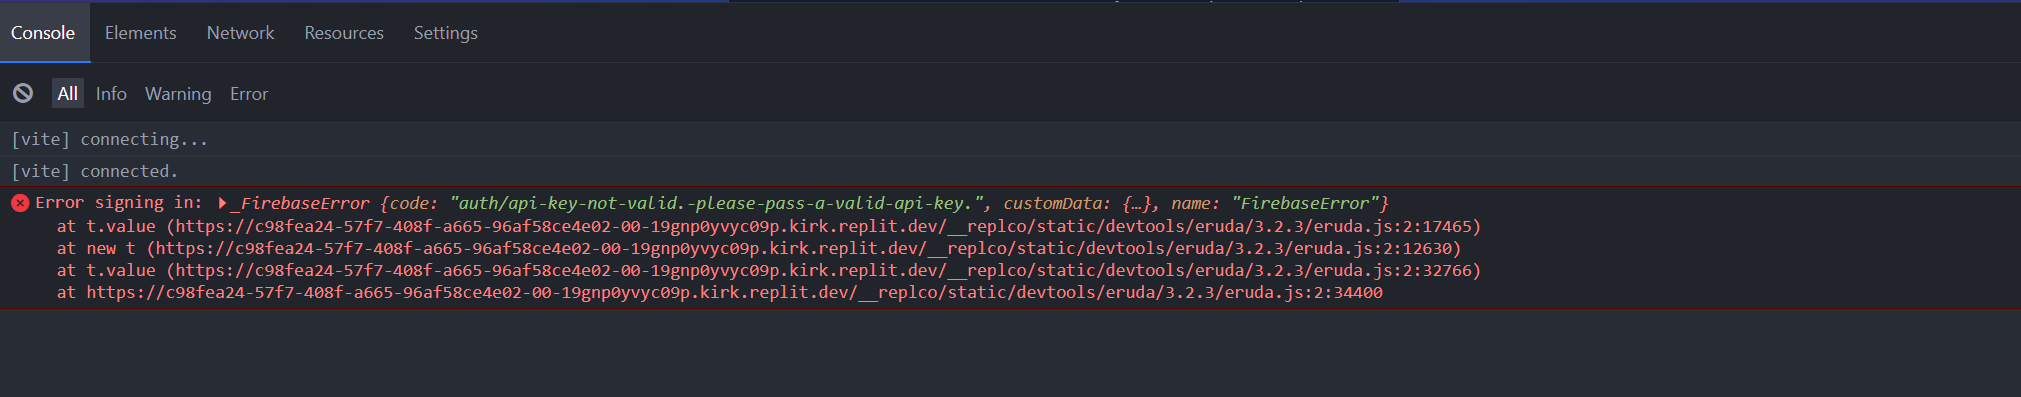 Console Elements Network Resources Settings
All Info Warning Error
[vite] connecting...
[vite] connected.
Error signing in: ▶_FirebaseError {code: "auth/api-key-not-valid.-please-pass-a-valid-api-key.", customData: {…}, name: "FirebaseError"}
at t.value (https://c98fea24-57f7-408f-a665-96af58ce4e02-00-19gnp0yvyc09p.kirk.replit.dev/__replco/static/devtools/eruda/3.2.3/eruda.js:2:17465)
at new t (https://c98fea24-57f7-408f-a665-96af58ce4e02-00-19gnp0yvyc09p.kirk.replit.dev/__replco/static/devtools/eruda/3.2.3/eruda.js:2:12630)
at t.value (https://c98fea24-57f7-408f-a665-96af58ce4e02-00-19gnp0yvyc09p.kirk.replit.dev/__replco/static/devtools/eruda/3.2.3/eruda.js:2:32766)
at https://c98fea24-57f7-408f-a665-96af58ce4e02-00-19gnp0yvyc09p.kirk.replit.dev/__replco/static/devtools/eruda/3.2.3/eruda.js:2:34400